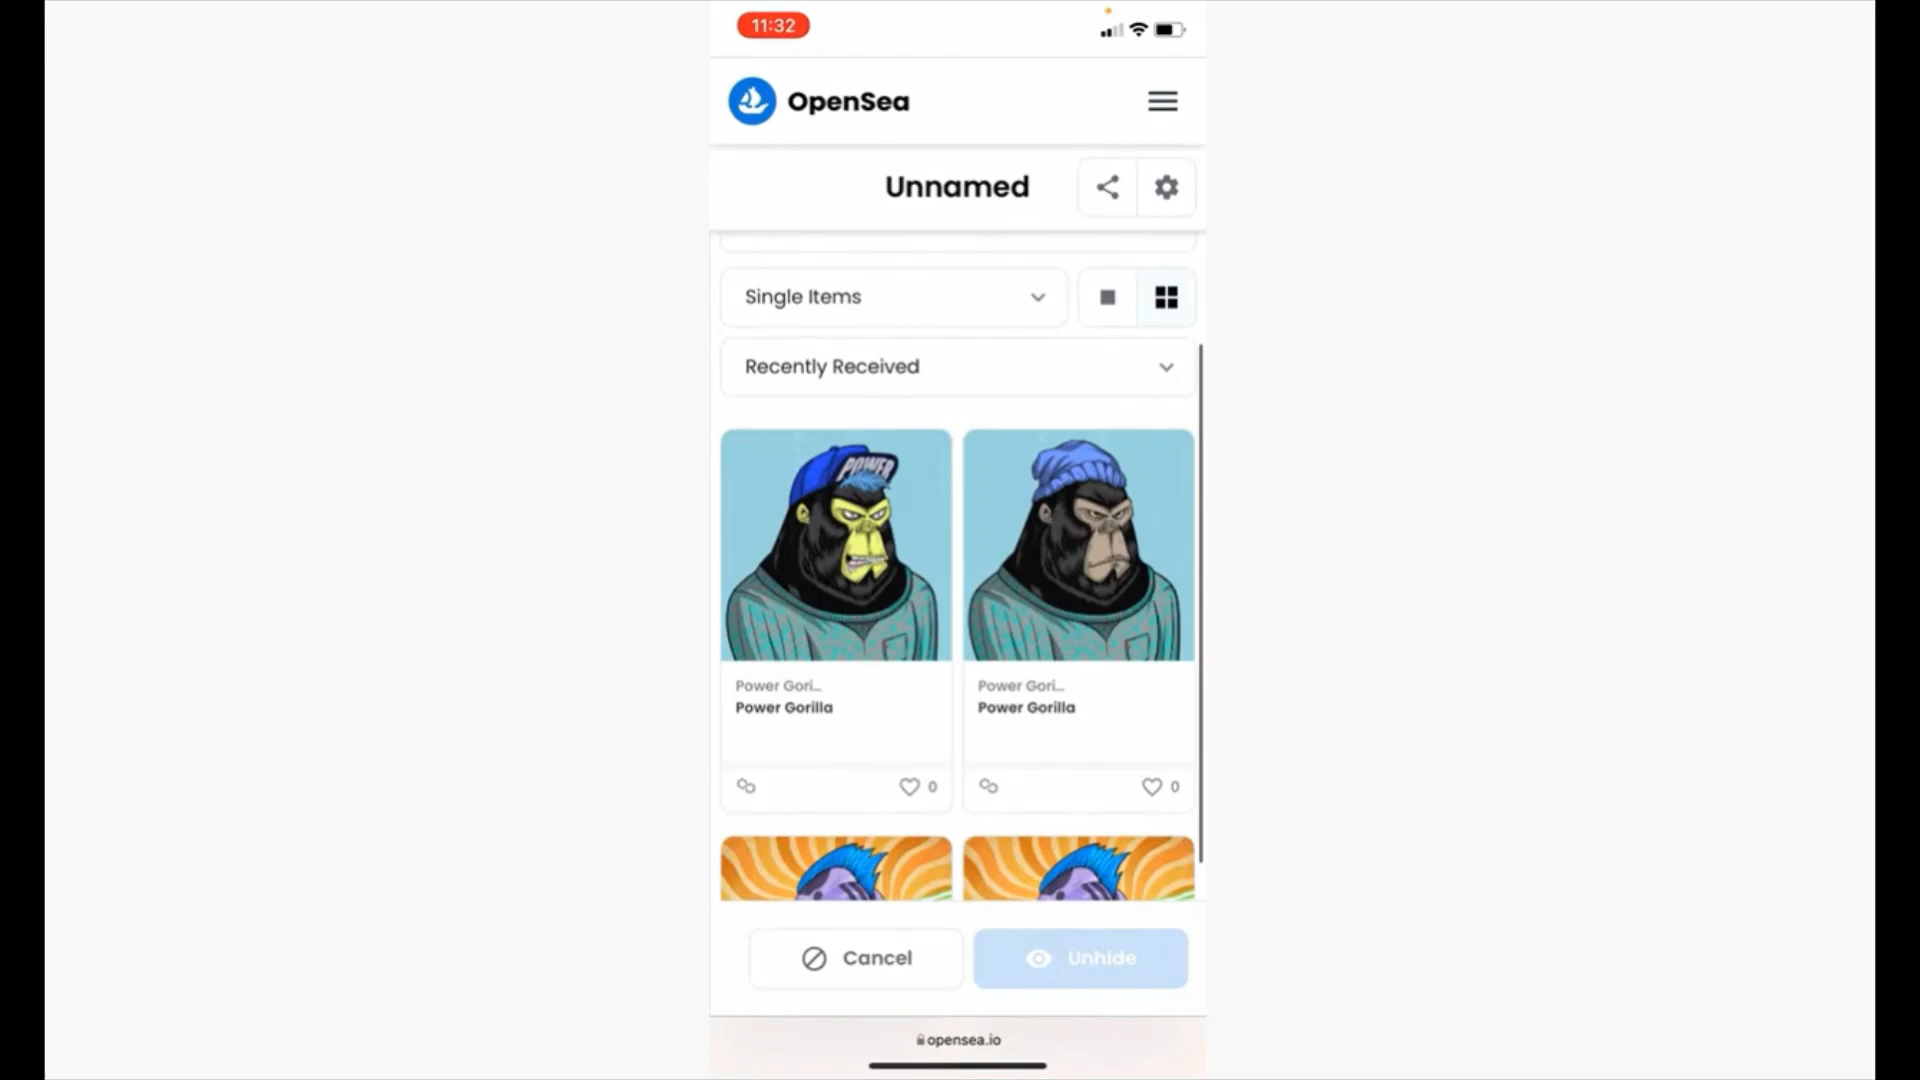 11:32
OpenSea
Unnamed
Single Items
Recently Received
POWER
Power Gori...
Power Gorilla
0
Power Gori...
Power Gorilla
0
Cancel
Unhide
opensea.io